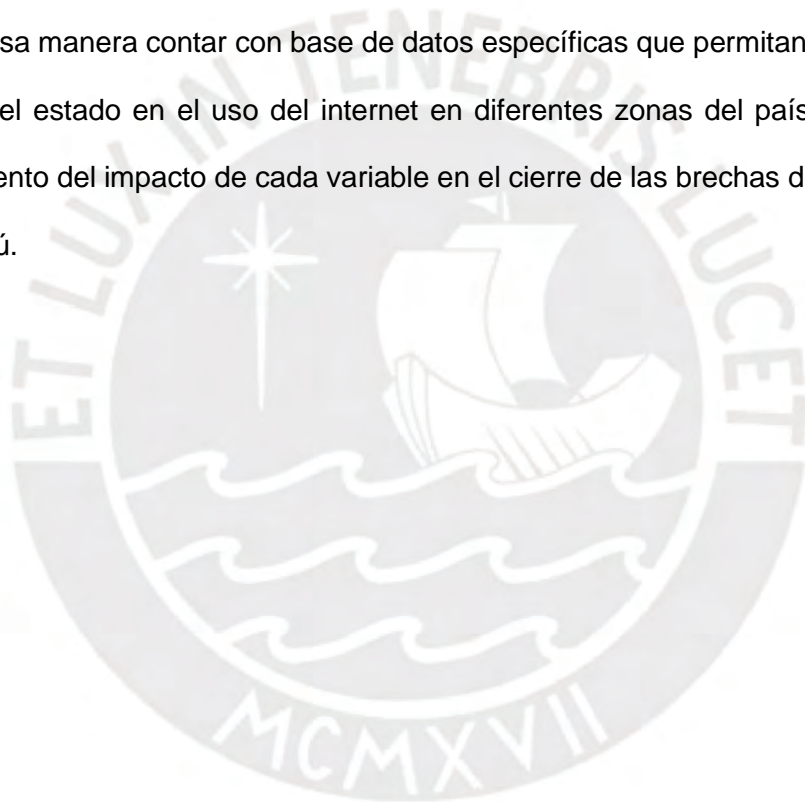 sa manera contar con base de datos específicas que permitan
el estado en el uso del internet en diferentes zonas del país
ento del impacto de cada variable en el cierre de las brechas d
ú.
ET LUX IN TENEBRIS LUCET
MCMXVII